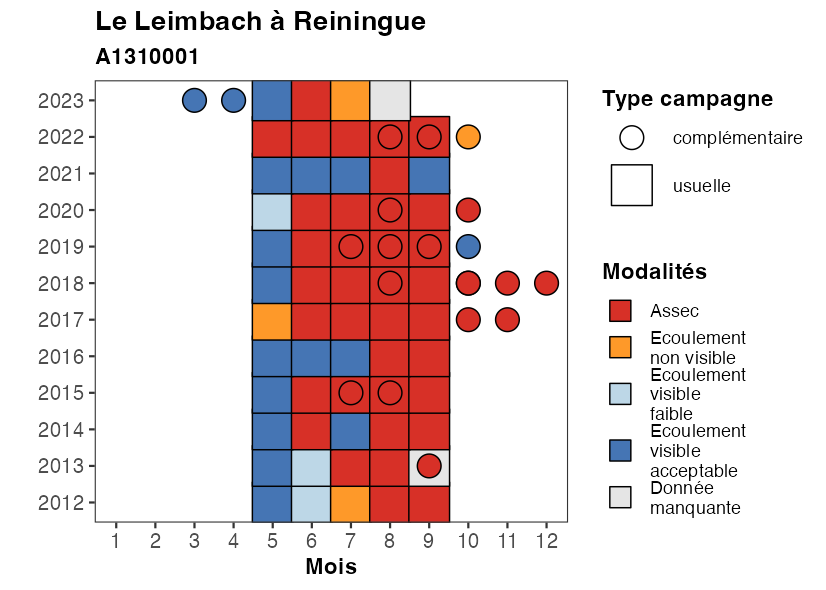 Le Leimbach à Reiningue
A1310001
2023
2022
2021
2020
2019
2018
2017
2016
2015
2014
2013
2012
1 2 3 4 5 6 7 8 9 10 11 12
Mois
Type campagne
complémentaire
usuelle
Modalités
Assec
Ecoulement
non visible
Ecoulement
visible
faible
Ecoulement
visible
acceptable
Donnée
manquante